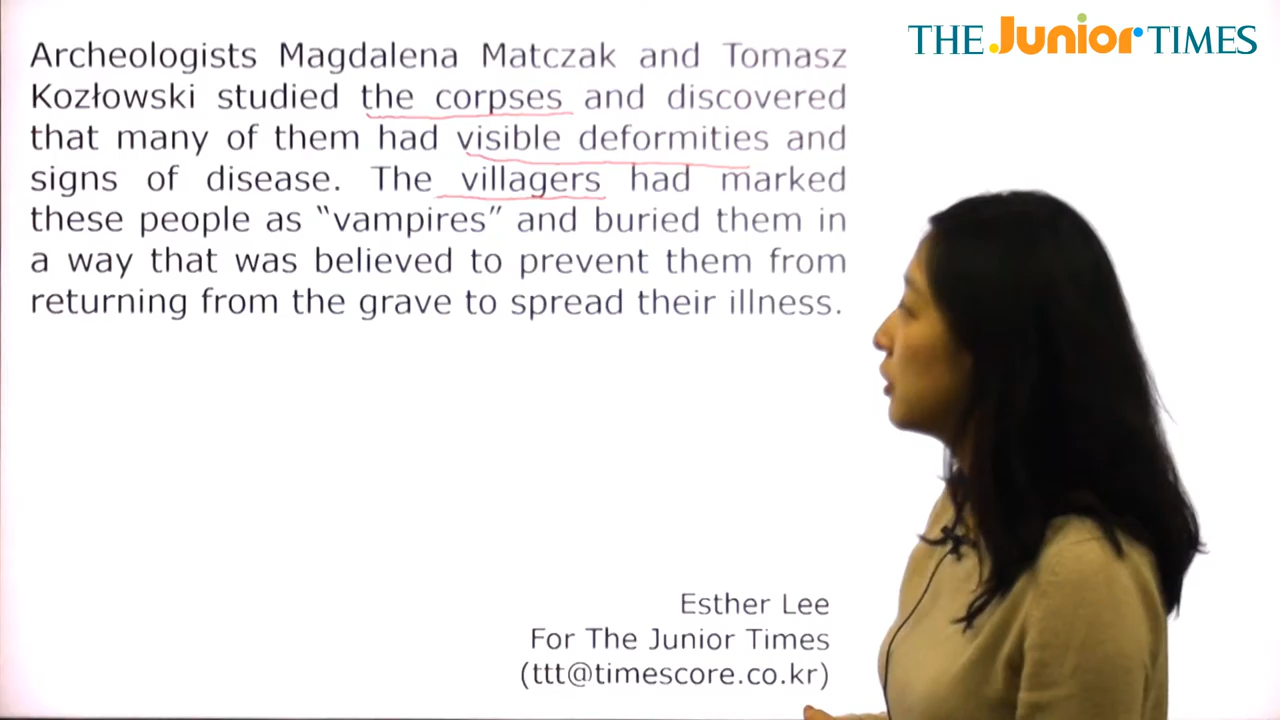 THE Junior TIMES
Archeologists Magdalena Matczak and Tomasz
Kozłowski studied the corpses and discovered
that many of them had visible deformities and
signs of disease. The villagers had marked
these people as “vampires” and buried them in
a way that was believed to prevent them from
returning from the grave to spread their illness.
Esther Lee
For The Junior Times
(ttt@timescore.co.kr)